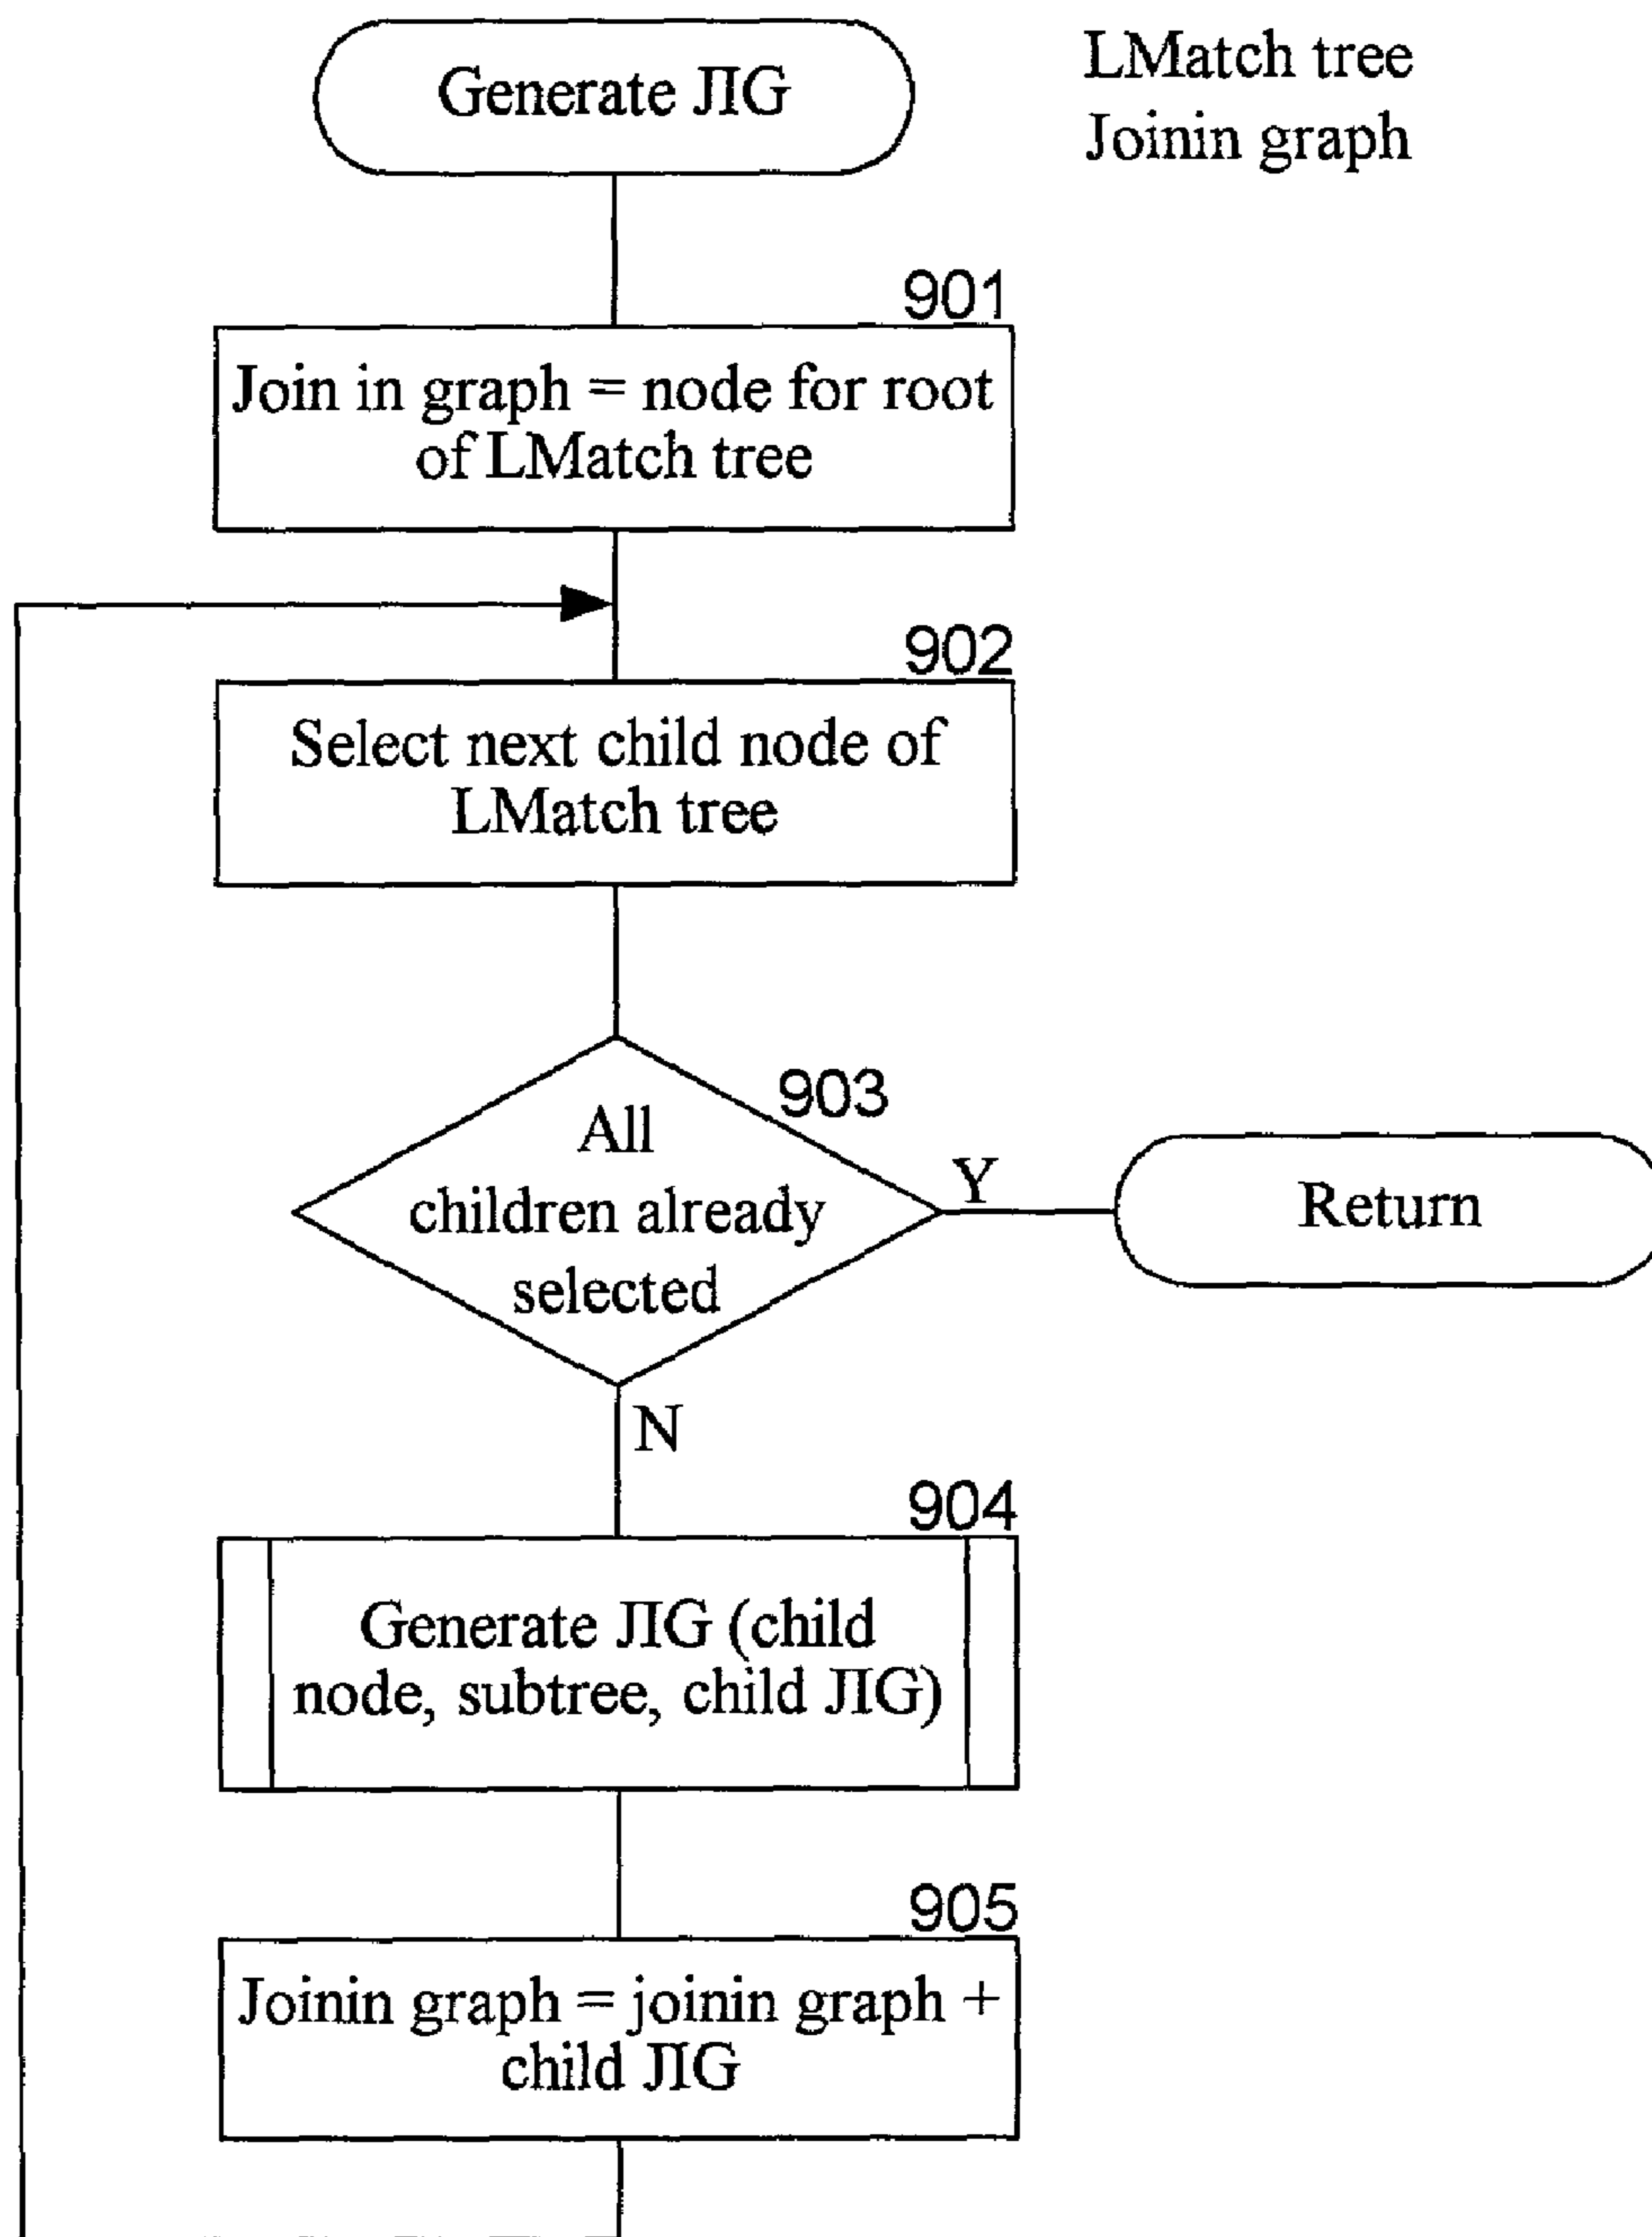 Generate JIG
LMatch tree
Joinin graph
901
Join in graph = node for root
of LMatch tree
902
Select next child node of
LMatch tree
903
All
children already
selected
Y
Return
N
904
Generate JIG (child
node, subtree, child JIG)
905
Joinin graph = joinin graph +
child JIG